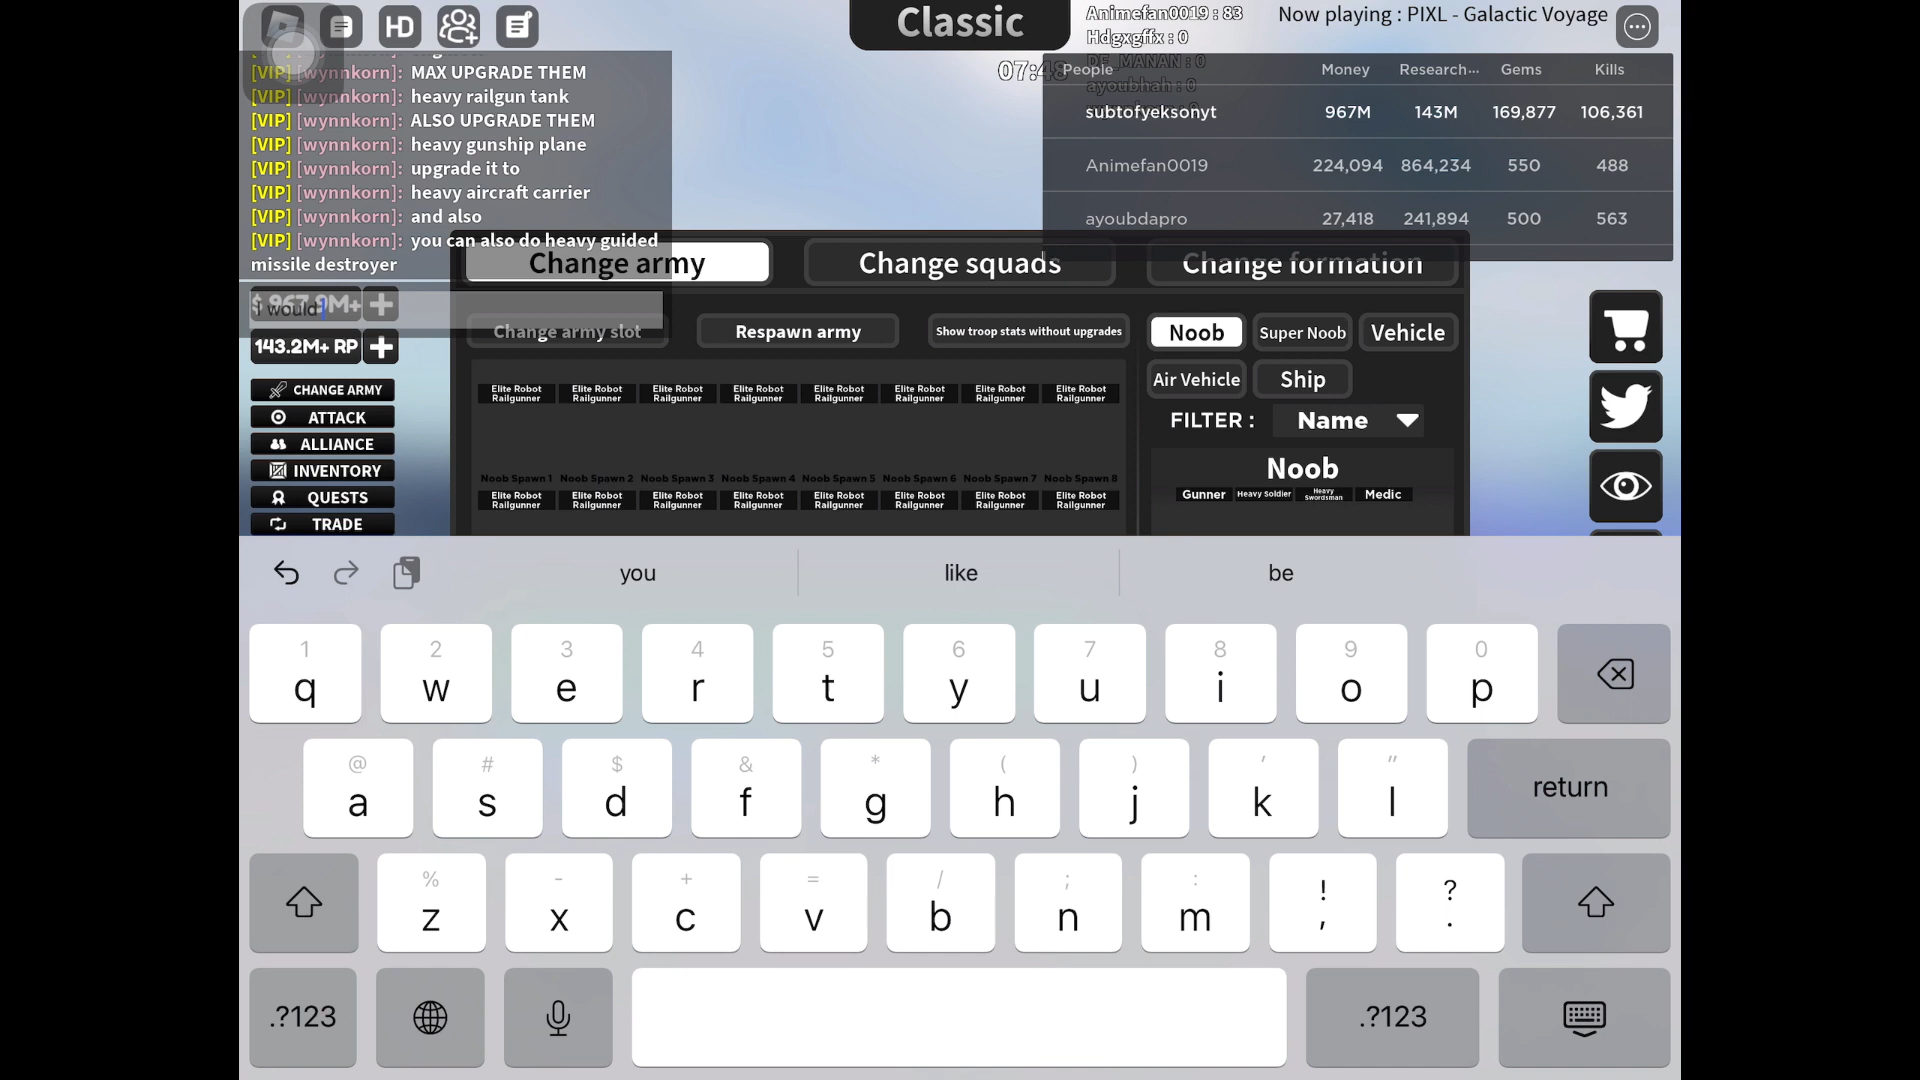 HD
Classic
Animefan0019 : 83
Hdgxgffx : 0
DE_MANAN : 0
ayoubhah : 0
Now playing : PIXL - Galactic Voyage
07:48
[VIP] [wynnkorn]: MAX UPGRADE THEM
[VIP] [wynnkorn]: heavy railgun tank
[VIP] [wynnkorn]: ALSO UPGRADE THEM
[VIP] [wynnkorn]: heavy gunship plane
[VIP] [wynnkorn]: upgrade it to
[VIP] [wynnkorn]: heavy aircraft carrier
[VIP] [wynnkorn]: and also
[VIP] [wynnkorn]: you can also do heavy guided
missile destroyer
People Money Research... Gems Kills
subtofyeksonyt 967M 143M 169,877 106,361
Animefan0019 224,094 864,234 550 488
ayoubdapro 27,418 241,894 500 563
Change army Change squads Change formation
$ 967.9M+ +
I would
143.2M+ RP +
Change army slot Respawn army Show troop stats without upgrades
Noob Super Noob Vehicle
Air Vehicle Ship
FILTER : Name
Noob
Gunner Heavy Soldier Heavy Swordsman Medic
CHANGE ARMY
ATTACK
ALLIANCE
INVENTORY
QUESTS
TRADE
Elite Robot Elite Robot Elite Robot Elite Robot Elite Robot Elite Robot Elite Robot Elite Robot
Railgunner Railgunner Railgunner Railgunner Railgunner Railgunner Railgunner Railgunner
Noob Spawn 1 Noob Spawn 2 Noob Spawn 3 Noob Spawn 4 Noob Spawn 5 Noob Spawn 6 Noob Spawn 7 Noob Spawn 8
Elite Robot Elite Robot Elite Robot Elite Robot Elite Robot Elite Robot Elite Robot Elite Robot
Railgunner Railgunner Railgunner Railgunner Railgunner Railgunner Railgunner Railgunner
you like be
1 2 3 4 5 6 7 8 9 0
q w e r t y u i o p
@ # $ & * ( ) ' "
a s d f g h j k l return
% - + = / ; : ! ?
z x c v b n m , .
.?123 .?123